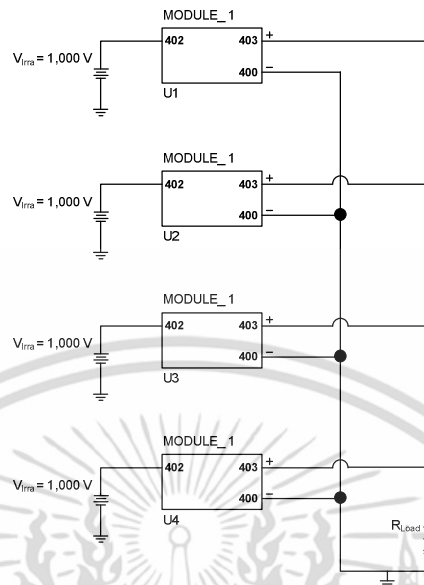 MODULE_1
402 403 +
V_Irra = 1,000 V
400 −
U1
MODULE_1
402 403 +
V_Irra = 1,000 V
400 −
U2
MODULE_1
402 403 +
V_Irra = 1,000 V
400 −
U3
MODULE_1
402 403 +
V_Irra = 1,000 V
400 −
U4
R_Load